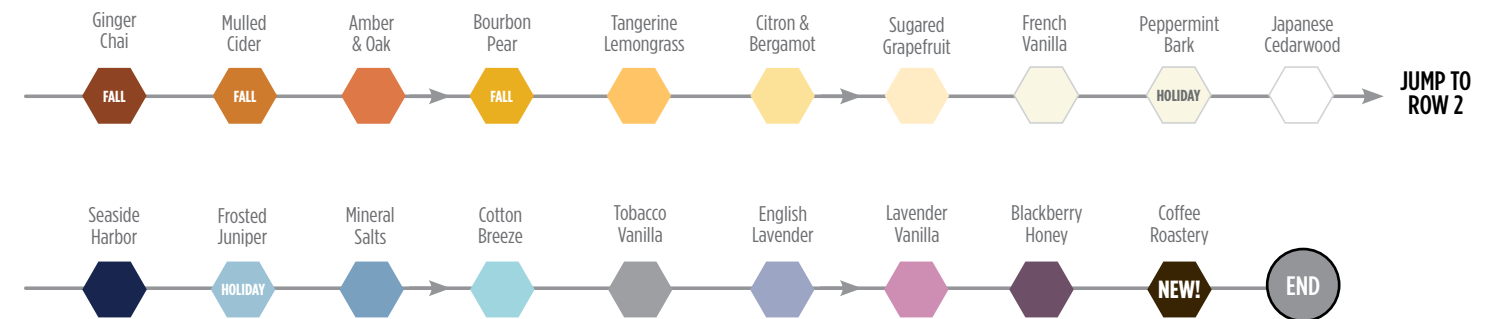 Ginger
Chai
Mulled
Cider
Amber
& Oak
Bourbon
Pear
Tangerine
Lemongrass
Citron &
Bergamot
Sugared
Grapefruit
French
Vanilla
Peppermint
Bark
Japanese
Cedarwood
FALL
FALL
FALL
HOLIDAY
JUMP TO
ROW 2
Seaside
Harbor
Frosted
Juniper
Mineral
Salts
Cotton
Breeze
Tobacco
Vanilla
English
Lavender
Lavender
Vanilla
Blackberry
Honey
Coffee
Roastery
HOLIDAY
NEW!
END